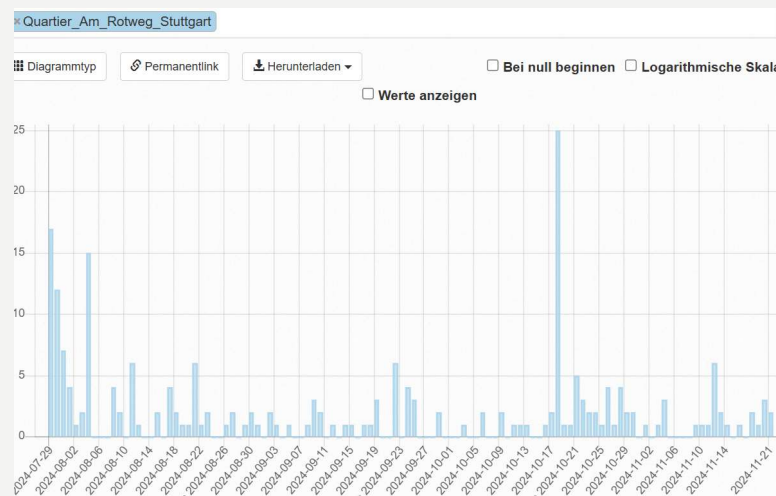 × Quartier_Am_Rotweg_Stuttgart
Diagrammtyp Permanentlink Herunterladen
Bei null beginnen Logarithmische Skala
Werte anzeigen
25
20
15
10
5
0
2024-07-29 2024-08-02 2024-08-06 2024-08-10 2024-08-14 2024-08-18 2024-08-22 2024-08-26 2024-08-30 2024-09-03 2024-09-07 2024-09-11 2024-09-15 2024-09-19 2024-09-23 2024-09-27 2024-10-01 2024-10-05 2024-10-09 2024-10-13 2024-10-17 2024-10-21 2024-10-25 2024-10-29 2024-11-02 2024-11-06 2024-11-10 2024-11-14 2024-11-21